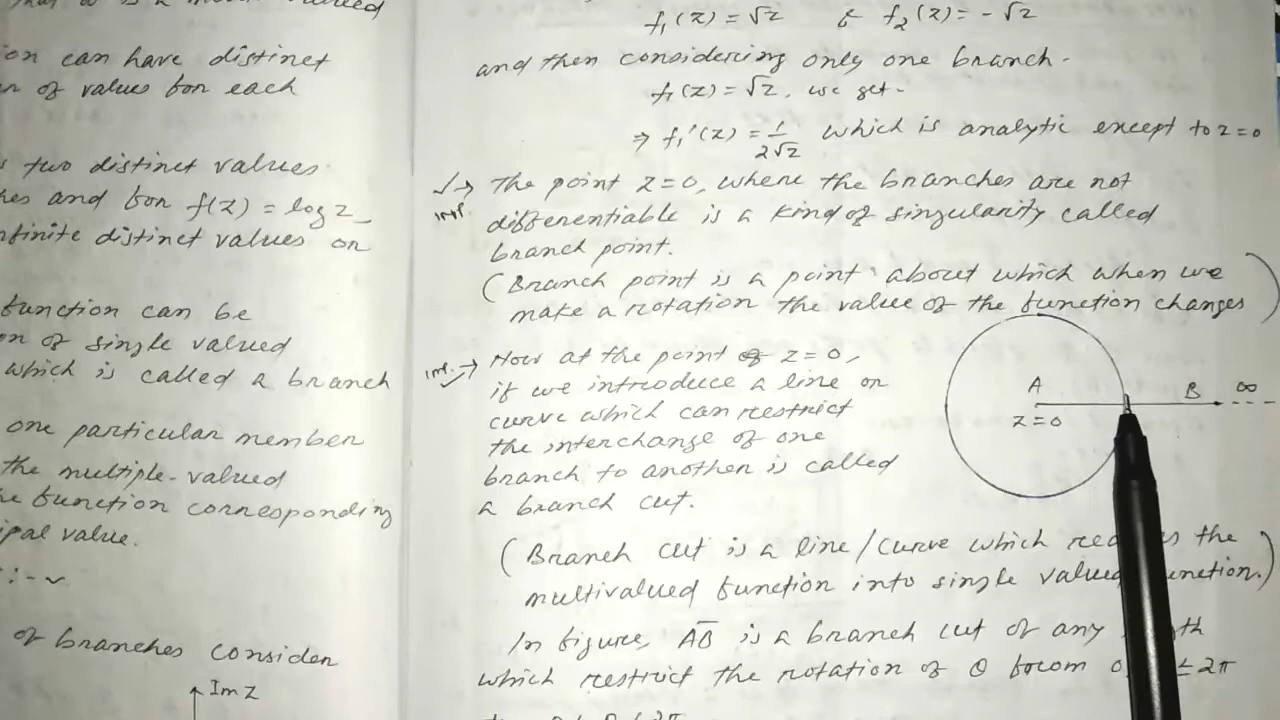 ion can have distinct
of values for each
two distinct values
and for f(z) = log z
infinite distinct values on
function can be
of single valued
which is called a branch
one particular member
the multiple-valued
function corresponding
value.
:-
of branches consider
Im z
f₁(z) = √z & f₂(z) = -√z
and then considering only one branch.
f₁(z) = √z, we get-
⇒ f₁'(z) = 1/2√z which is analytic except to z=0
Imp. → The point z=0, where the branches are not
differentiable is a kind of singularity called
branch point.
(Branch point is a point about which when we
make a rotation the value of the function changes)
Imp. → Now at the point of z=0,
if we introduce a line or
curve which can restrict
the interchange of one
branch to another is called
a branch cut.
A B ∞
z=0
(Branch cut is a line/curve which the
multivalued function into single valued function.)
In figure, AB is a branch cut of any
which restrict the rotation of θ from ≤ 2π